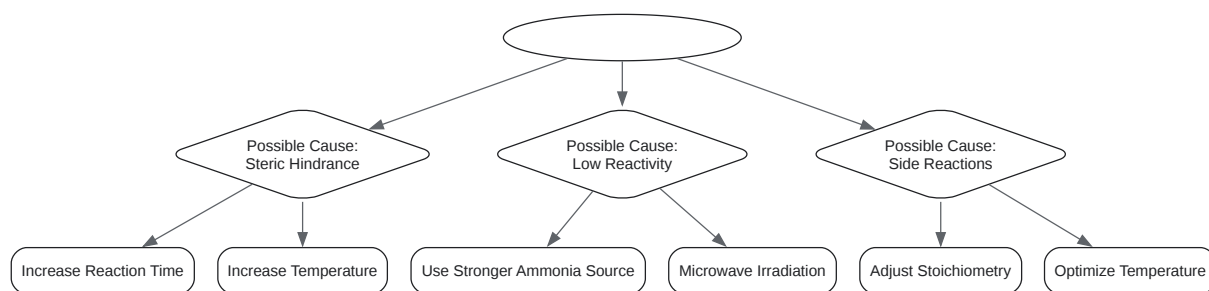 Possible Cause:
Steric Hindrance
Possible Cause:
Low Reactivity
Possible Cause:
Side Reactions
Increase Reaction Time
Increase Temperature
Use Stronger Ammonia Source
Microwave Irradiation
Adjust Stoichiometry
Optimize Temperature